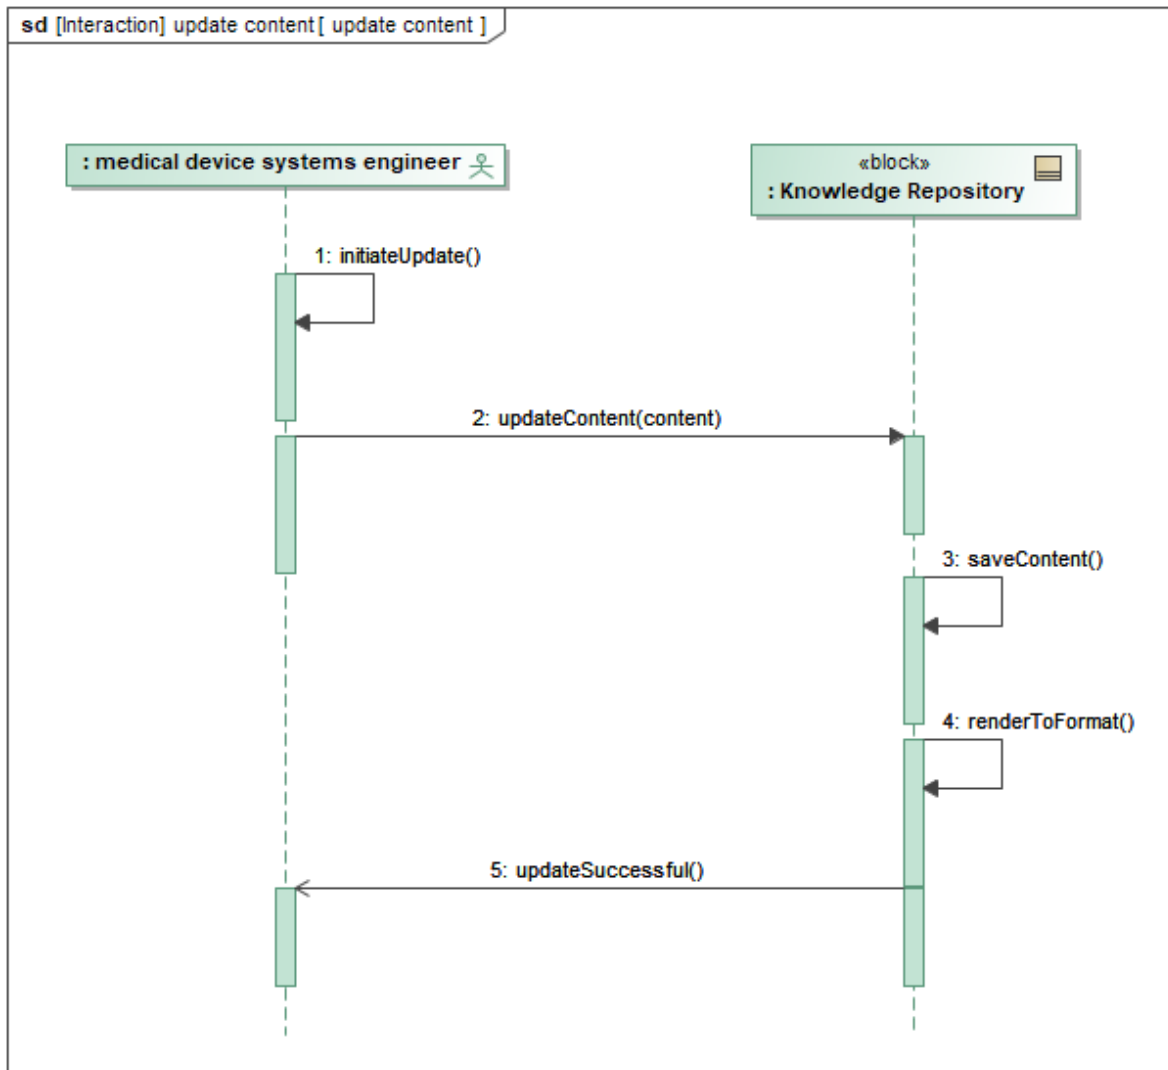 sd [Interaction] update content [ update content ]
: medical device systems engineer
«block»
: Knowledge Repository
1: initiateUpdate()
2: updateContent(content)
3: saveContent()
4: renderToFormat()
5: updateSuccessful()